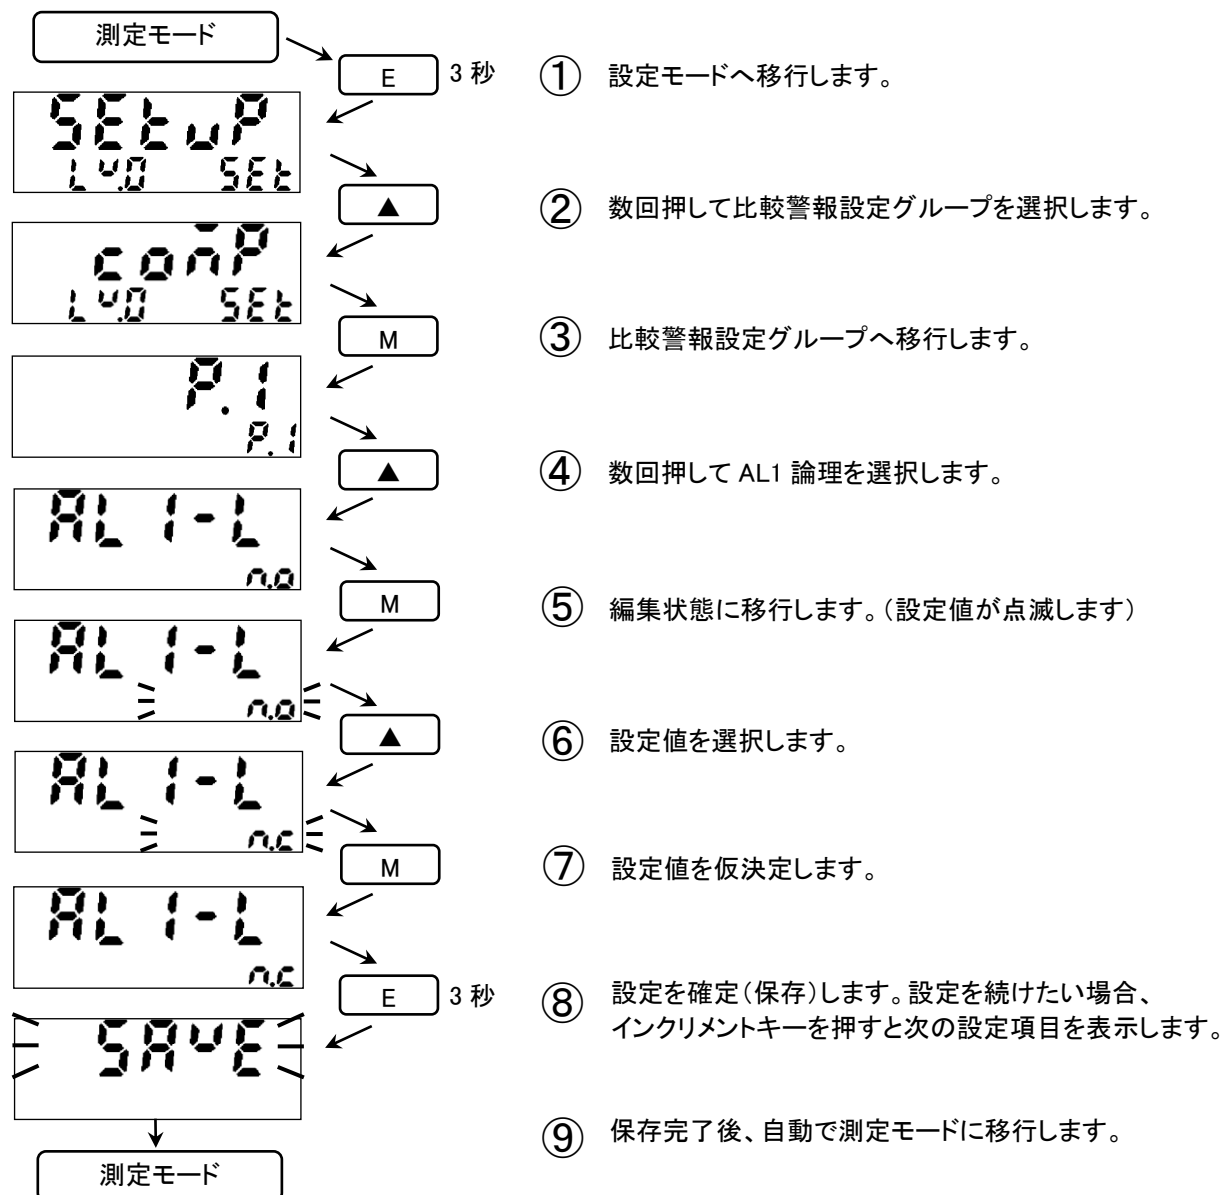 測定モード
E 3 秒 ① 設定モードへ移行します。
SEtuP
Lv.0 SEt
▲ ② 数回押して比較警報設定グループを選択します。
comP
Lv.0 SEt
M ③ 比較警報設定グループへ移行します。
P.1
P.1
▲ ④ 数回押して AL1 論理を選択します。
AL1-L
n.o
M ⑤ 編集状態に移行します。(設定値が点滅します)
AL1-L
n.o
▲ ⑥ 設定値を選択します。
AL1-L
n.c
M ⑦ 設定値を仮決定します。
AL1-L
n.c
E 3 秒 ⑧ 設定を確定(保存)します。設定を続けたい場合、
インクリメントキーを押すと次の設定項目を表示します。
SAvE
⑨ 保存完了後、自動で測定モードに移行します。
測定モード